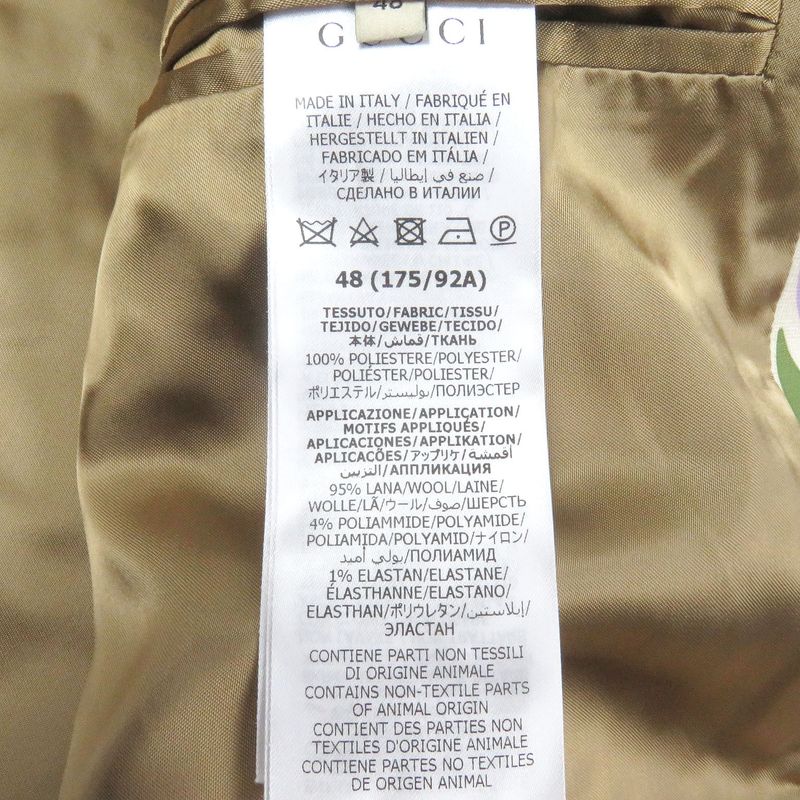 48
GUCCI
MADE IN ITALY / FABRIQUÉ EN
ITALIE / HECHO EN ITALIA /
HERGESTELLT IN ITALIEN /
FABRICADO EM ITÁLIA /
イタリア製 / صنع في إيطاليا /
СДЕЛАНО В ИТАЛИИ
P
48 (175/92A)
TESSUTO/FABRIC/TISSU/
TEJIDO/GEWEBE/TECIDO/
本体/قماش/ТКАНЬ
100% POLIESTERE/POLYESTER/
POLIÉSTER/POLIESTER/
ポリエステル/بوليستر/ПОЛИЭСТЕР
APPLICAZIONE/APPLICATION/
MOTIFS APPLIQUÉS/
APLICACIONES/APPLIKATION/
APLICACÕES/アップリケ/أقمشة
التزيين/АППЛИКАЦИЯ
95% LANA/WOOL/LAINE/
WOLLE/LÃ/ウール/صوف/ШЕРСТЬ
4% POLIAMMIDE/POLYAMIDE/
POLIAMIDA/POLYAMID/ナイロン/
بولي أميد/ПОЛИАМИД
1% ELASTAN/ELASTANE/
ÉLASTHANNE/ELASTANO/
ELASTHAN/ポリウレタン/إيلاستين/
ЭЛАСТАН
CONTIENE PARTI NON TESSILI
DI ORIGINE ANIMALE
CONTAINS NON-TEXTILE PARTS
OF ANIMAL ORIGIN
CONTIENT DES PARTIES NON
TEXTILES D'ORIGINE ANIMALE
CONTIENE PARTES NO TEXTILES
DE ORIGEN ANIMAL